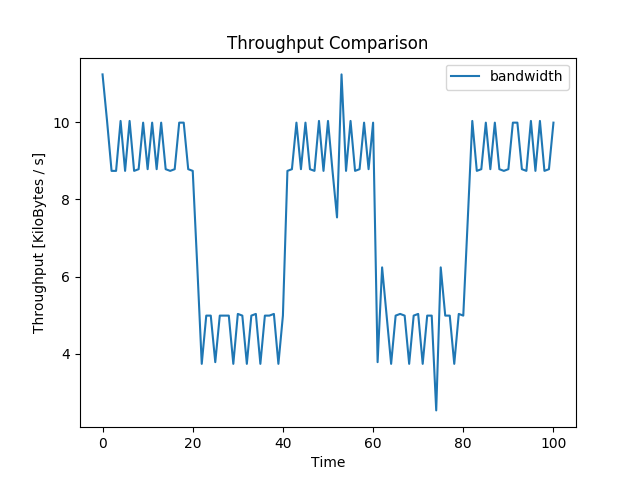 Throughput Comparison
bandwidth
Throughput [KiloBytes / s]
10
8
6
4
0 20 40 60 80 100
Time